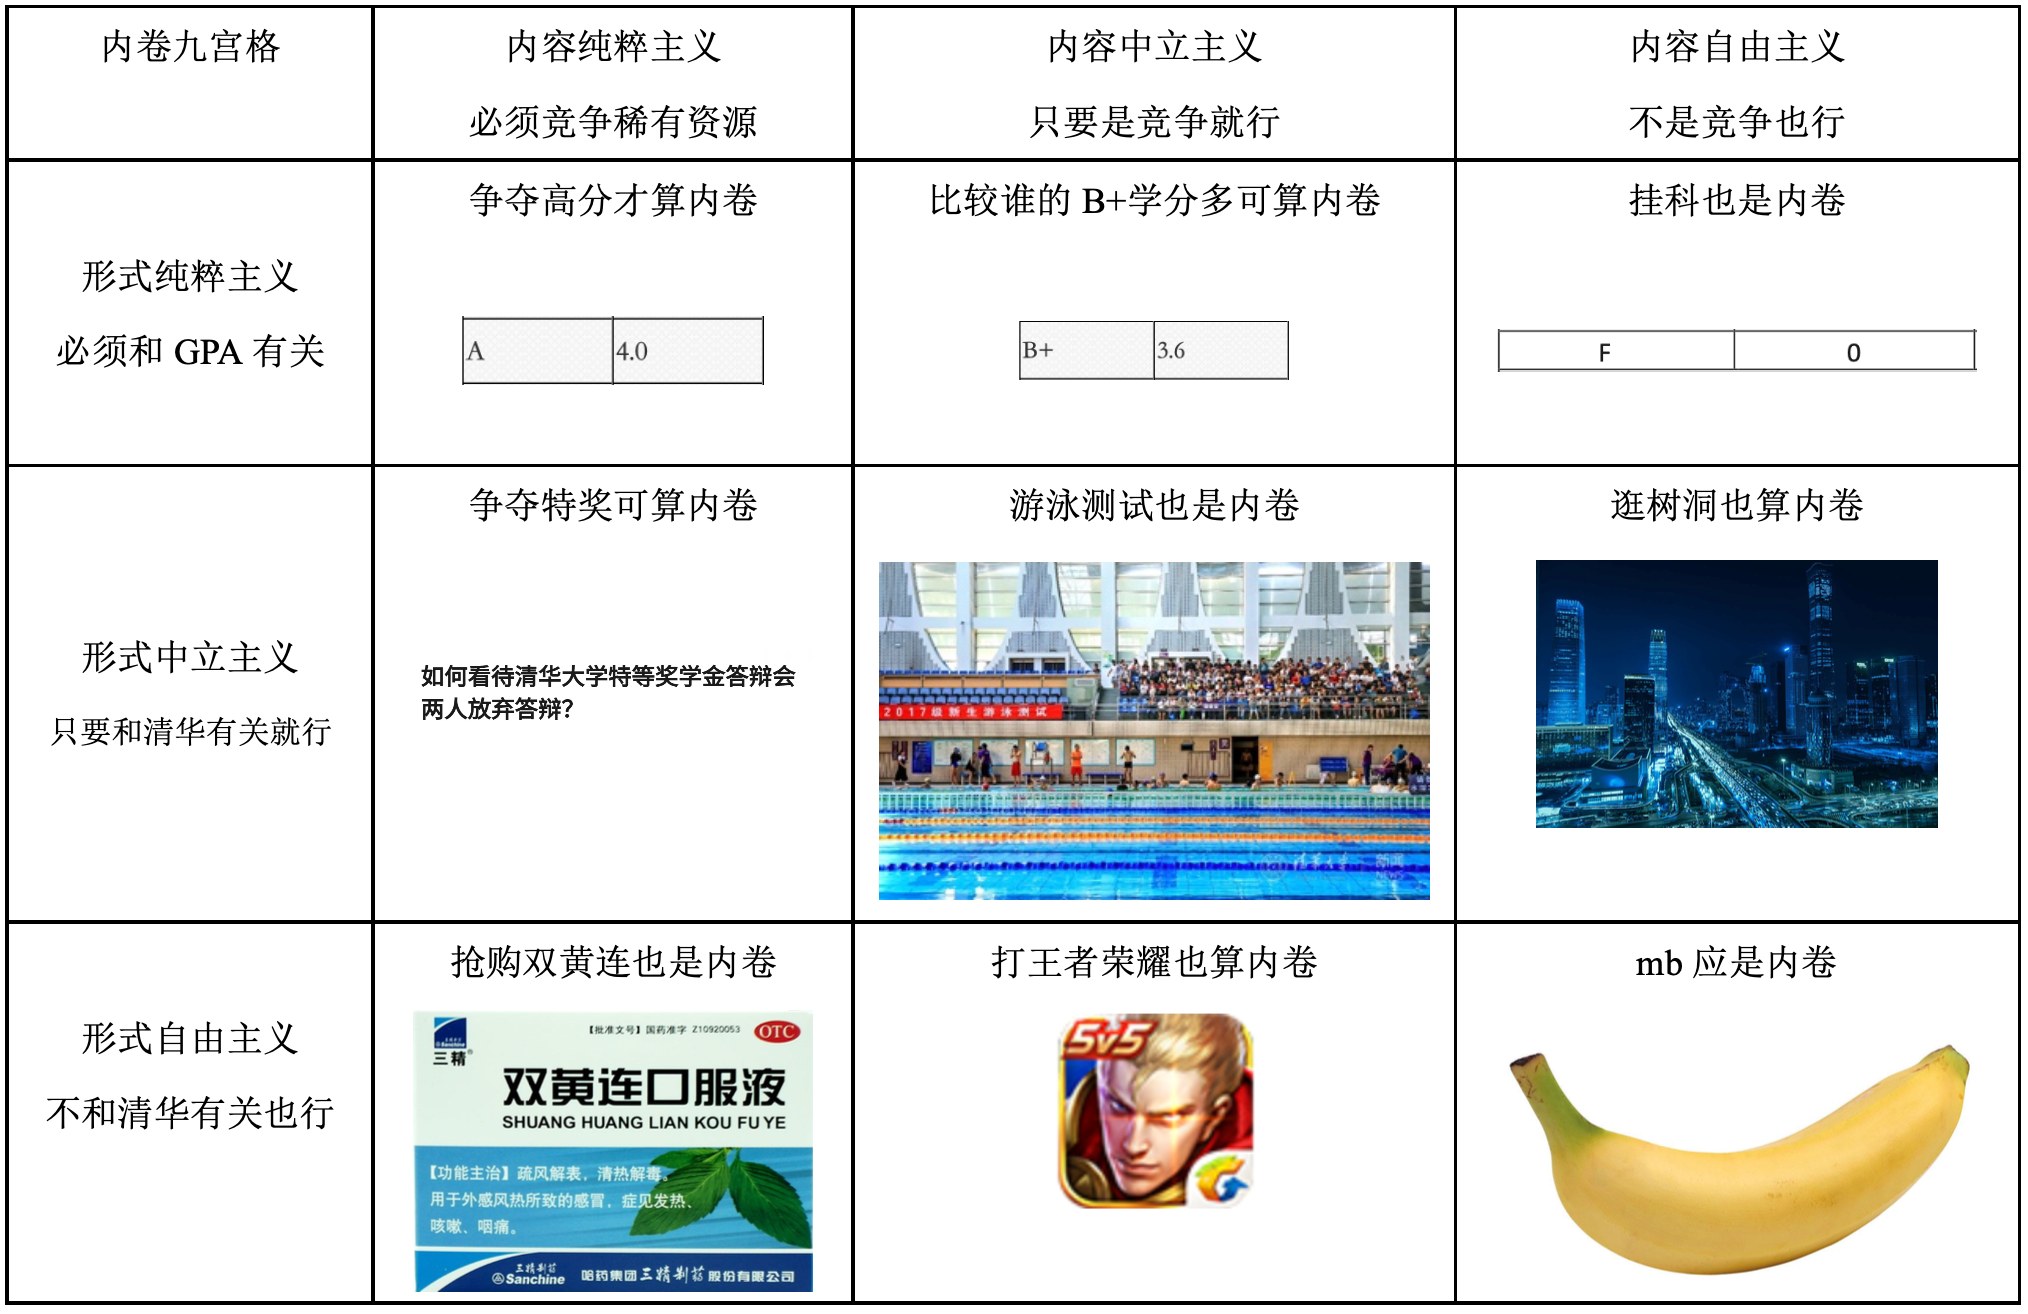 内卷九宫格
内容纯粹主义
必须竞争稀有资源
内容中立主义
只要是竞争就行
内容自由主义
不是竞争也行
形式纯粹主义
必须和 GPA 有关
争夺高分才算内卷
A 4.0
比较谁的 B+学分多可算内卷
B+ 3.6
挂科也是内卷
F 0
形式中立主义
只要和清华有关就行
争夺特奖可算内卷
如何看待清华大学特等奖学金答辩会
两人放弃答辩?
游泳测试也是内卷
2017级新生游泳测试
清华大学
逛树洞也算内卷
形式自由主义
不和清华有关也行
抢购双黄连也是内卷
【批准文号】国药准字 Z10920053
OTC
Sanchine
三精®
双黄连口服液
SHUANG HUANG LIAN KOU FU YE
【功能主治】疏风解表，清热解毒。
用于外感风热所致的感冒，症见发热、
咳嗽、咽痛。
三精制药
Sanchine
哈药集团三精制药股份有限公司
打王者荣耀也算内卷
5v5
mb 应是内卷